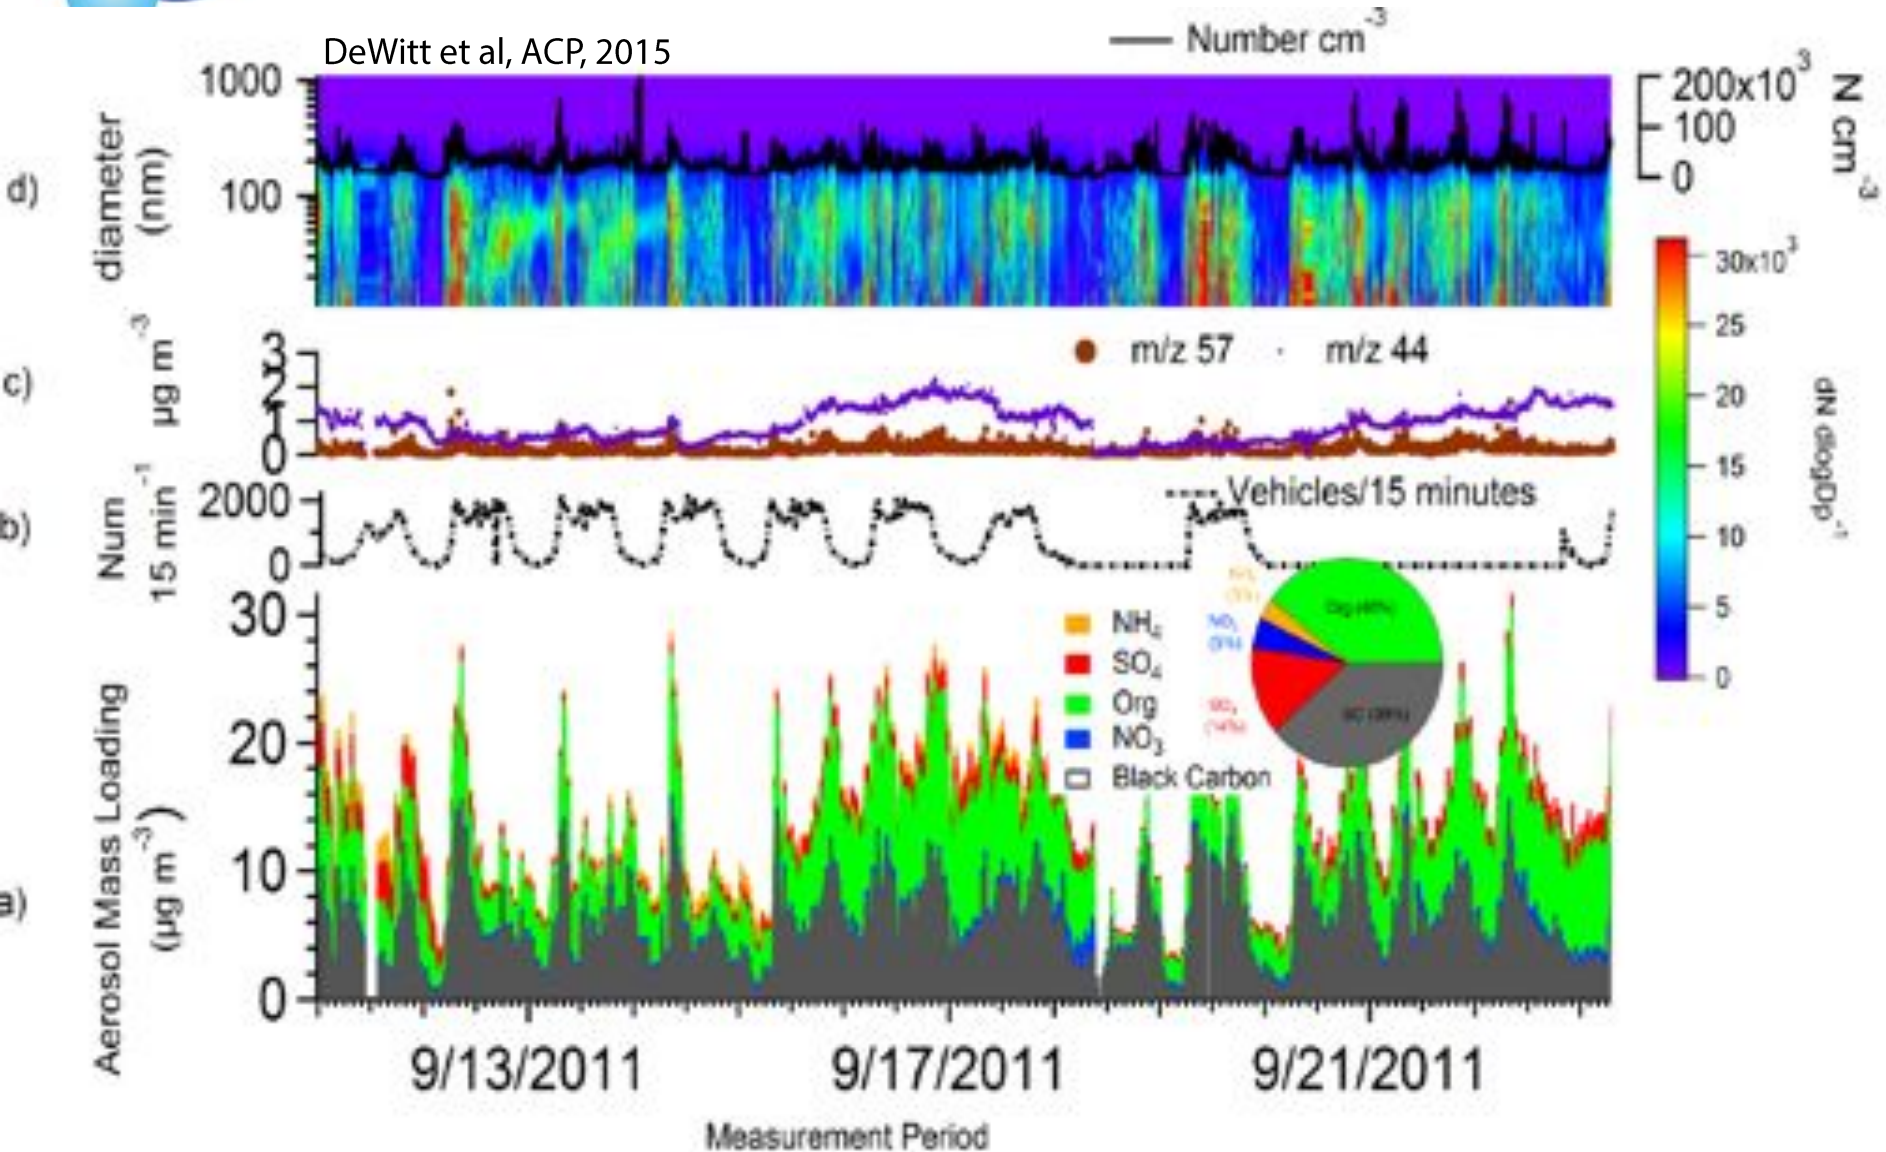 DeWitt et al, ACP, 2015
Number cm-3
d)
diameter
(nm)
1000
100
200x10³
100
0
N cm-3
c)
µg m-3
3
2
1
0
m/z 57
m/z 44
b)
Num
15 min-1
2000
0
Vehicles/15 minutes
30x10³
25
20
15
10
5
0
dN dlogDp-1
a)
Aerosol Mass Loading
(µg m-3)
30
20
10
0
NH₄
SO₄
Org
NO₃
Black Carbon
9/13/2011
9/17/2011
9/21/2011
Measurement Period